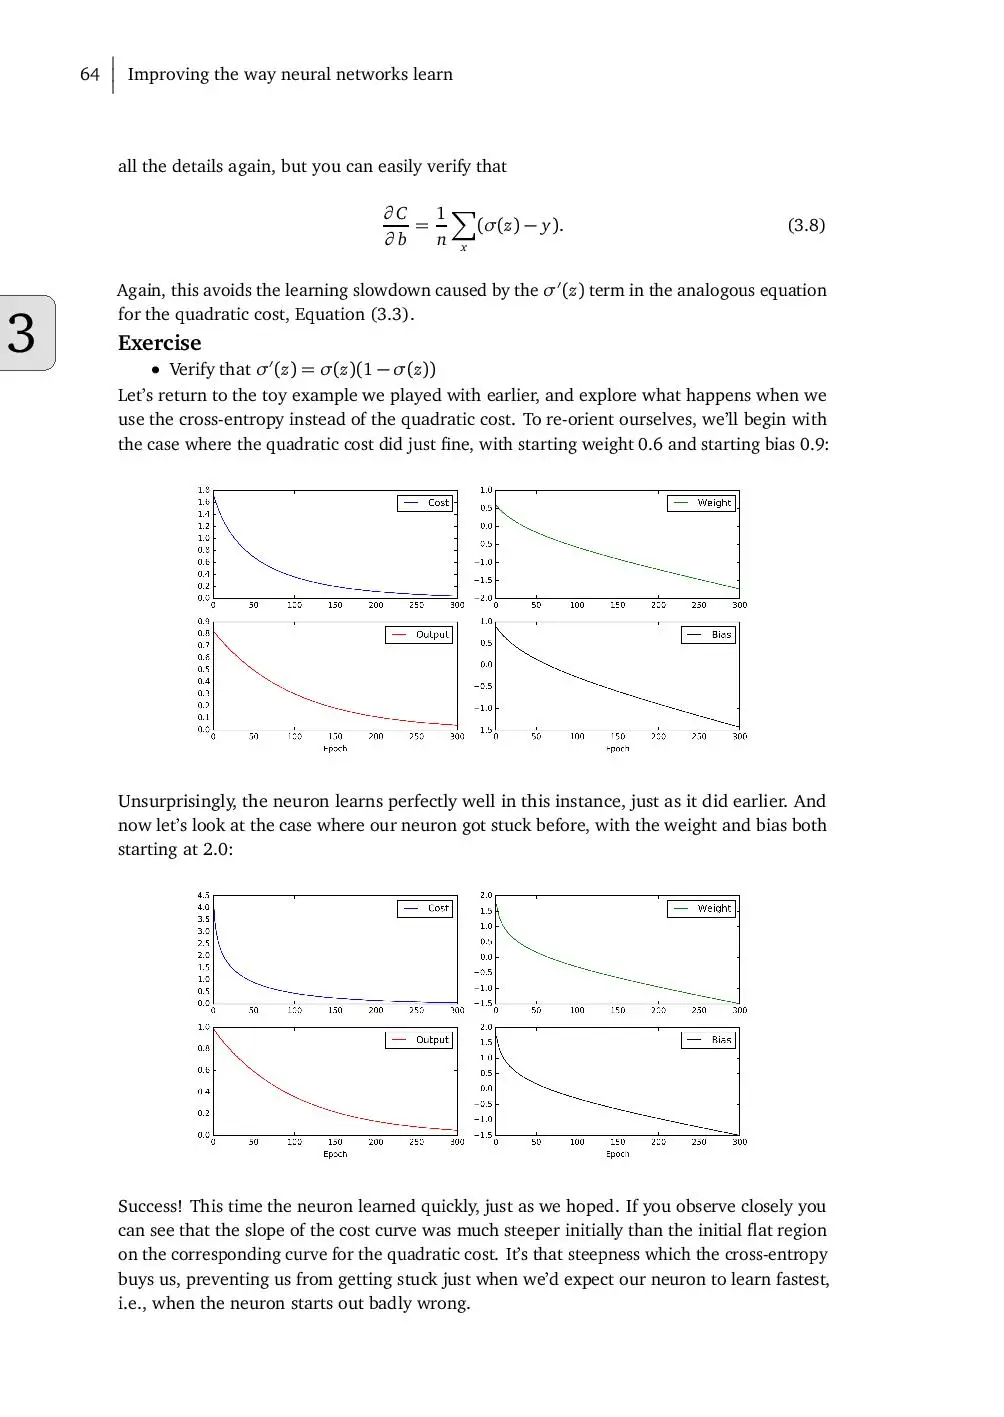 64 Improving the way neural networks learn
all the details again, but you can easily verify that
∂C/∂b = 1/n ∑x (σ(z) − y). (3.8)
Again, this avoids the learning slowdown caused by the σ′(z) term in the analogous equation
for the quadratic cost, Equation (3.3).
3
Exercise
• Verify that σ′(z) = σ(z)(1 − σ(z))
Let's return to the toy example we played with earlier, and explore what happens when we
use the cross-entropy instead of the quadratic cost. To re-orient ourselves, we'll begin with
the case where the quadratic cost did just fine, with starting weight 0.6 and starting bias 0.9:
1.8
1.6
1.4
1.2
1.0
0.8
0.6
0.4
0.2
0.0
Cost
0 50 100 150 200 250 300
1.0
0.5
0.0
0.5
−1.0
−1.5
−2.0
Weight
0 50 100 150 200 250 300
0.9
0.8
0.7
0.6
0.5
0.4
0.3
0.2
0.1
0.0
Output
0 50 100 150 200 250 300
Epoch
1.0
0.5
0.0
−0.5
−1.0
1.5
Bias
0 50 100 150 200 250 300
Epoch
Unsurprisingly, the neuron learns perfectly well in this instance, just as it did earlier. And
now let's look at the case where our neuron got stuck before, with the weight and bias both
starting at 2.0:
4.5
4.0
3.5
3.0
2.5
2.0
1.5
1.0
0.5
0.0
Cost
0 50 100 150 200 250 300
2.0
1.5
1.0
0.5
0.0
−0.5
−1.0
−1.5
Weight
0 50 100 150 200 250 300
1.0
0.8
0.6
0.4
0.2
0.0
Output
0 50 100 150 200 250 300
Epoch
2.0
1.5
1.0
0.5
0.0
−0.5
−1.0
−1.5
Bias
0 50 100 150 200 250 300
Epoch
Success! This time the neuron learned quickly, just as we hoped. If you observe closely you
can see that the slope of the cost curve was much steeper initially than the initial flat region
on the corresponding curve for the quadratic cost. It's that steepness which the cross-entropy
buys us, preventing us from getting stuck just when we'd expect our neuron to learn fastest,
i.e., when the neuron starts out badly wrong.